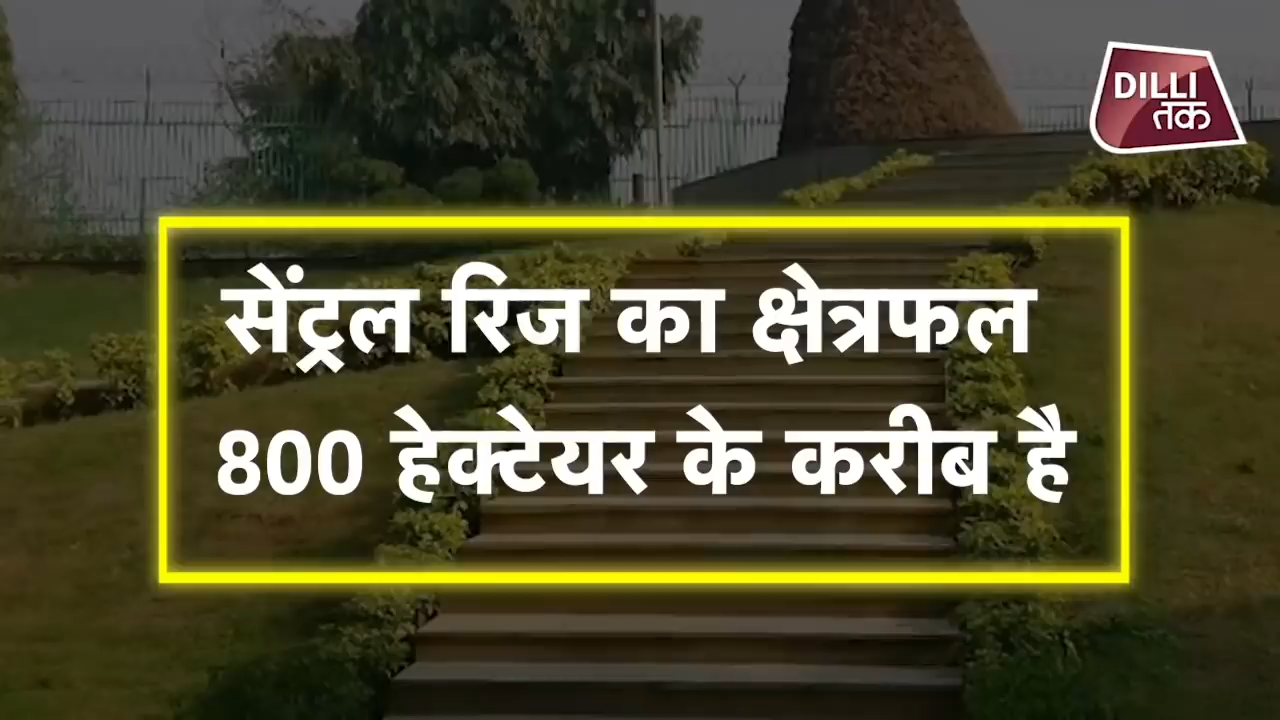 DILLI
तक
सेंट्रल रिज का क्षेत्रफल
800 हेक्टेयर के करीब है